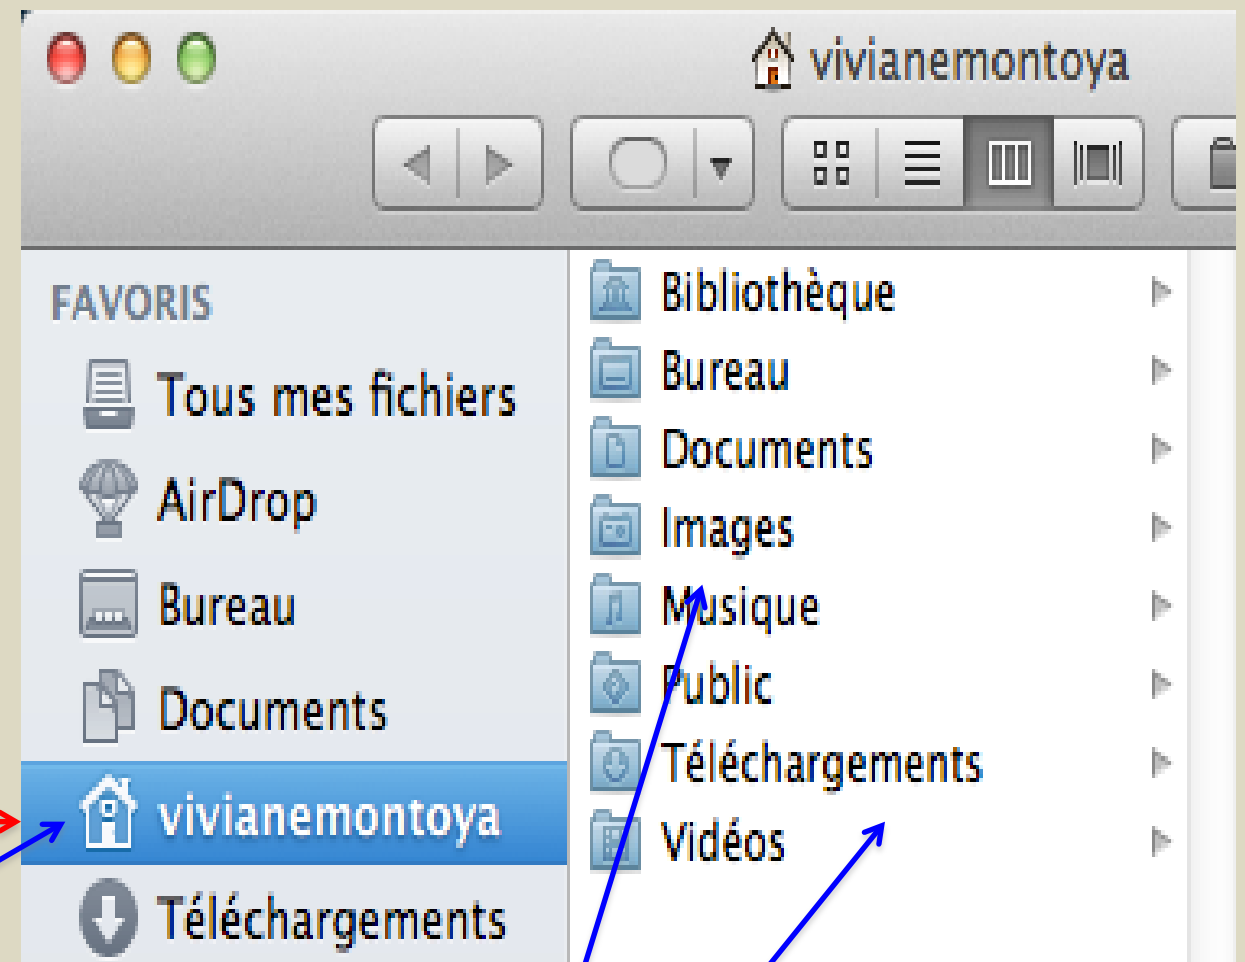 vivianemontoya
FAVORIS
Tous mes fichiers
AirDrop
Bureau
Documents
vivianemontoya
Téléchargements
Bibliothèque
Bureau
Documents
Images
Musique
Public
Téléchargements
Vidéos